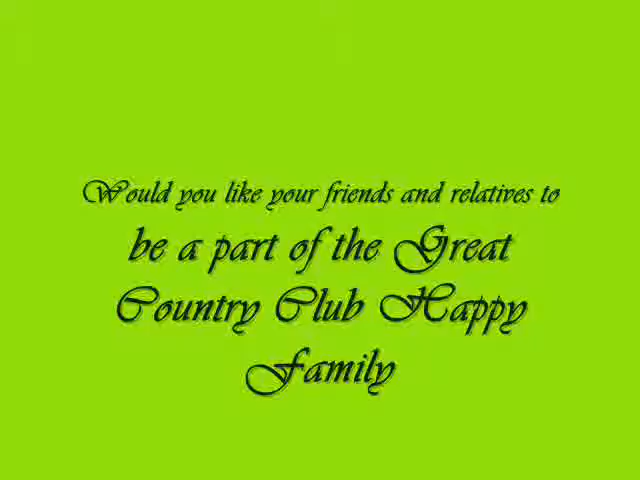 Would you like your friends and relatives to
be a part of the Great
Country Club Happy
Family